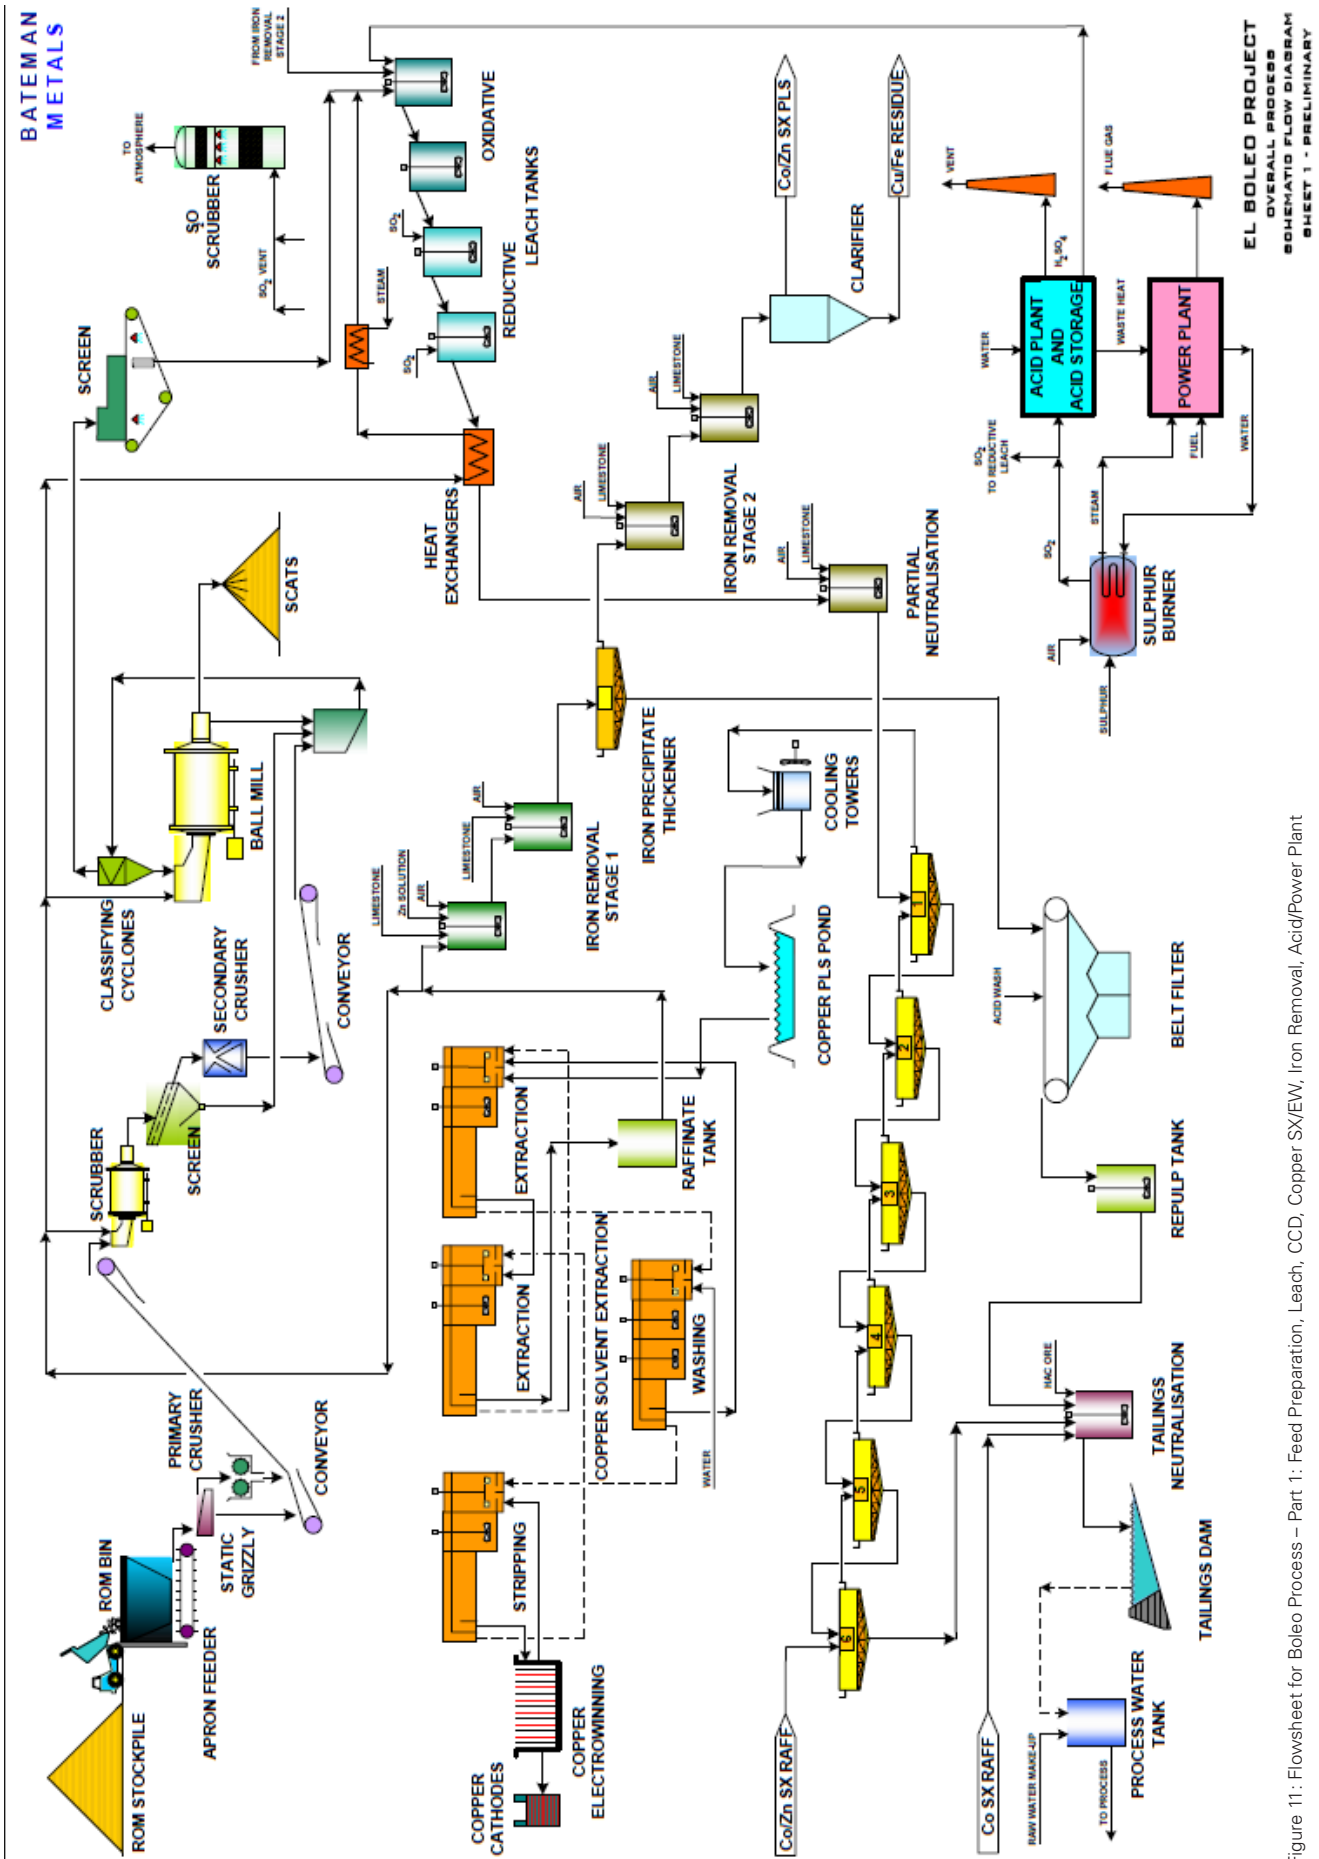 BATEMAN
METALS
ROM STOCKPILE
ROM BIN
APRON FEEDER
STATIC
GRIZZLY
PRIMARY
CRUSHER
CONVEYOR
SCRUBBER
SCREEN
SECONDARY
CRUSHER
CONVEYOR
CLASSIFYING
CYCLONES
BALL MILL
SCATS
SCREEN
SO2
SCRUBBER
SO2 VENT
TO
ATMOSPHERE
FROM IRON
REMOVAL
STAGE 2
OXIDATIVE
REDUCTIVE
LEACH TANKS
SO2
SO2
STEAM
HEAT
EXCHANGERS
COPPER
CATHODES
COPPER
ELECTROWINNING
STRIPPING
EXTRACTION
EXTRACTION
COPPER SOLVENT EXTRACTION
WASHING
WATER
RAFFINATE
TANK
LIMESTONE
Zn SOLUTION
AIR
LIMESTONE
AIR
IRON REMOVAL
STAGE 1
IRON PRECIPITATE
THICKENER
AIR
LIMESTONE
AIR
LIMESTONE
IRON REMOVAL
STAGE 2
CLARIFIER
Co/Zn SX PLS
Cu/Fe RESIDUE
COPPER PLS POND
COOLING
TOWERS
AIR
LIMESTONE
PARTIAL
NEUTRALISATION
Co/Zn SX RAFF
6
5
4
3
2
1
Co SX RAFF
RAW WATER MAKE-UP
TO PROCESS
PROCESS WATER
TANK
TAILINGS DAM
HAC ORE
TAILINGS
NEUTRALISATION
REPULP TANK
ACID WASH
BELT FILTER
SULPHUR
AIR
SULPHUR
BURNER
SO2
STEAM
SO2
TO REDUCTIVE
LEACH
WATER
ACID PLANT
AND
ACID STORAGE
H2SO4
VENT
WASTE HEAT
FUEL
POWER PLANT
WATER
FLUE GAS
EL BOLEO PROJECT
OVERALL PROCESS
SCHEMATIC FLOW DIAGRAM
SHEET 1 - PRELIMINARY
Figure 11: Flowsheet for Boleo Process – Part 1: Feed Preparation, Leach, CCD, Copper SX/EW, Iron Removal, Acid/Power Plant